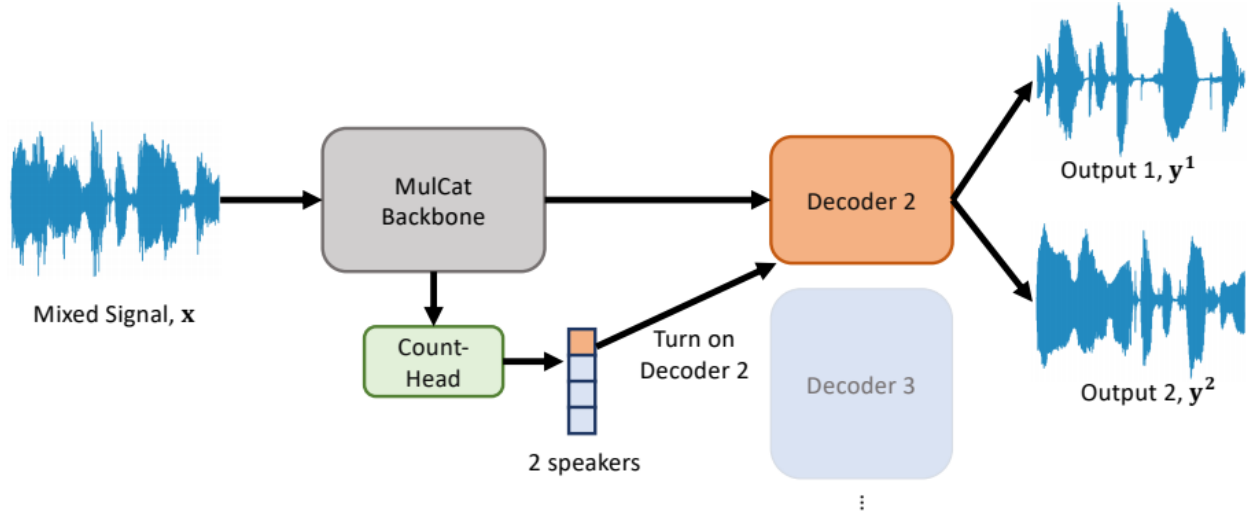 Mixed Signal, x
MulCat
Backbone
Count-
Head
2 speakers
Turn on
Decoder 2
Decoder 2
Decoder 3
⋮
Output 1, y¹
Output 2, y²